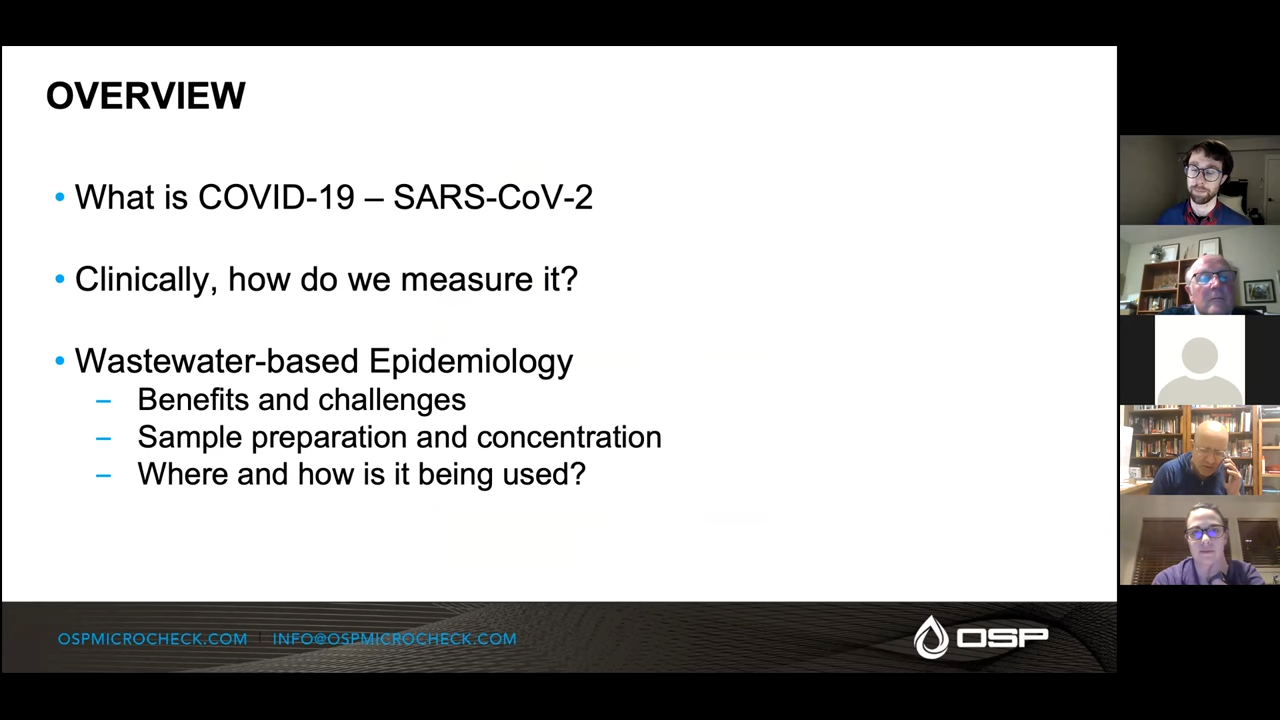 OVERVIEW
• What is COVID-19 – SARS-CoV-2
• Clinically, how do we measure it?
• Wastewater-based Epidemiology
– Benefits and challenges
– Sample preparation and concentration
– Where and how is it being used?
OSPMICROCHECK.COM | INFO@OSPMICROCHECK.COM
OSP